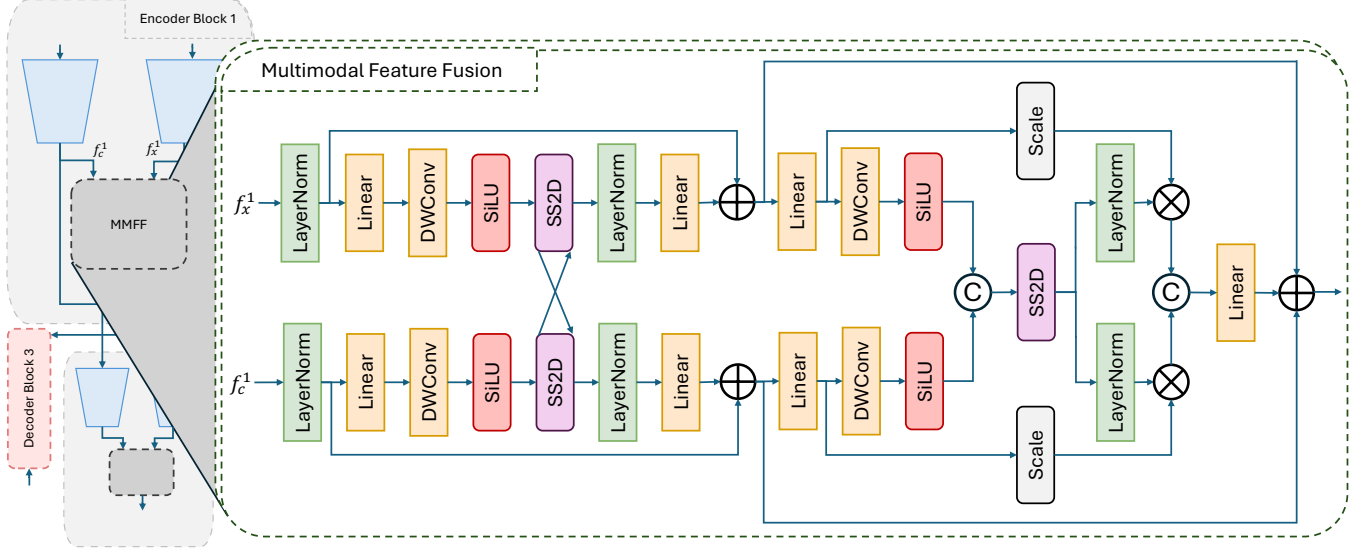 Encoder Block 1
f_c^1
f_x^1
MMFF
Decoder Block 3
Multimodal Feature Fusion
f_x^1
LayerNorm
Linear
DWConv
SiLU
SS2D
LayerNorm
Linear
Linear
DWConv
SiLU
Scale
LayerNorm
C
SS2D
C
Linear
f_c^1
LayerNorm
Linear
DWConv
SiLU
SS2D
LayerNorm
Linear
Linear
DWConv
SiLU
Scale
LayerNorm